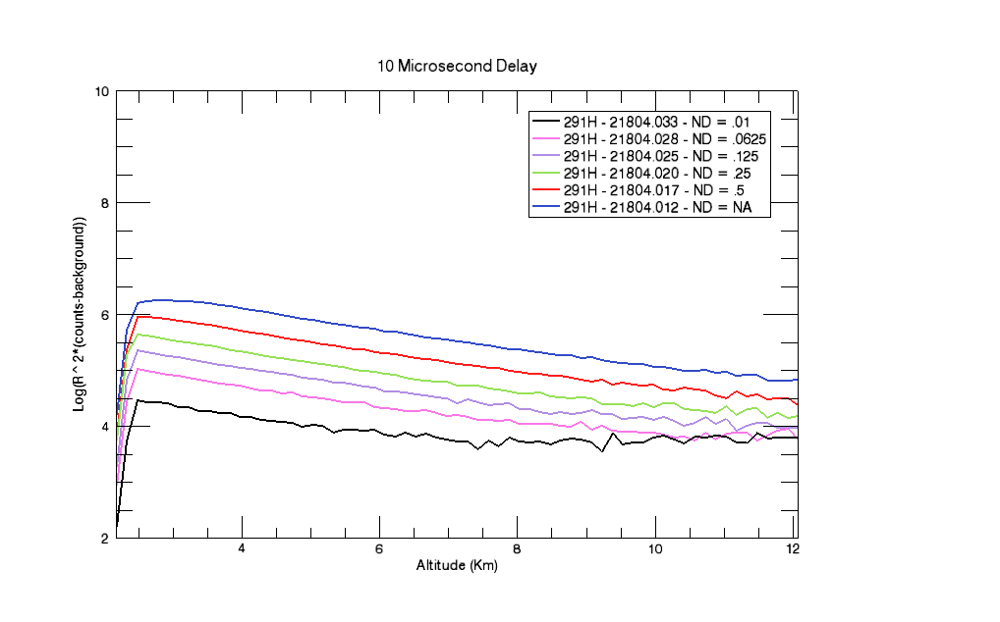 10 Microsecond Delay
10
8
6
4
2
Log(R^2*(counts-background))
291H - 21804.033 - ND = .01
291H - 21804.028 - ND = .0625
291H - 21804.025 - ND = .125
291H - 21804.020 - ND = .25
291H - 21804.017 - ND = .5
291H - 21804.012 - ND = NA
4 6 8 10 12
Altitude (Km)